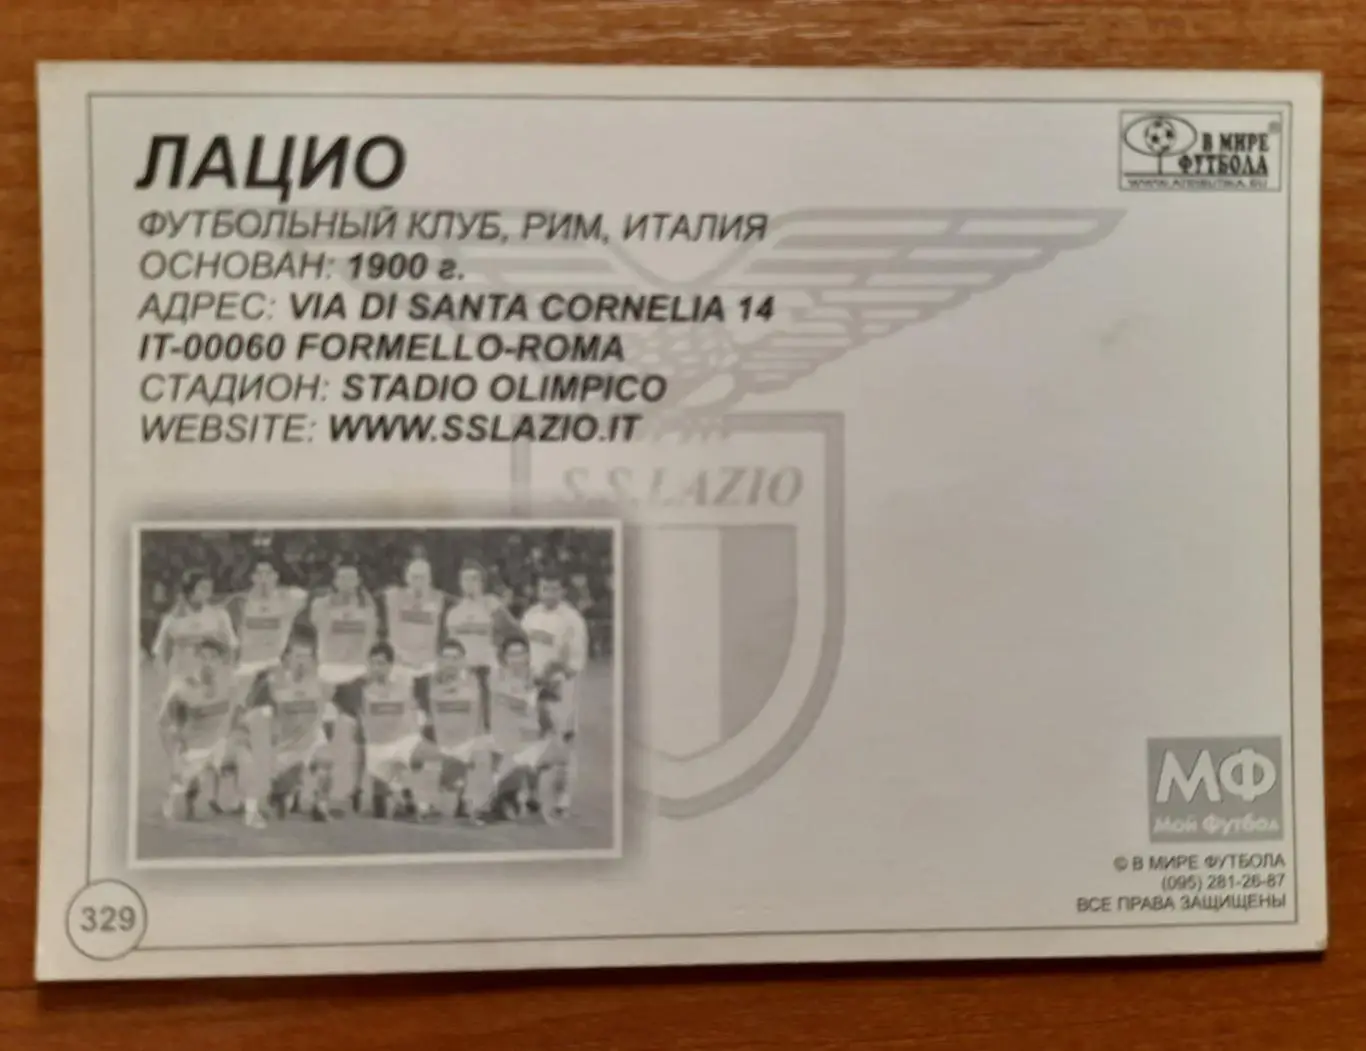 ЛАЦИО
ФУТБОЛЬНЫЙ КЛУБ, РИМ, ИТАЛИЯ
ОСНОВАН: 1900 г.
АДРЕС: VIA DI SANTA CORNELIA 14
IT-00060 FORMELLO-ROMA
СТАДИОН: STADIO OLIMPICO
WEBSITE: WWW.SSLAZIO.IT
В МИРЕ
ФУТБОЛА
S.S.LAZIO
МФ
Мой Футбол
© В МИРЕ ФУТБОЛА
(095) 281-26-87
ВСЕ ПРАВА ЗАЩИЩЕНЫ
329